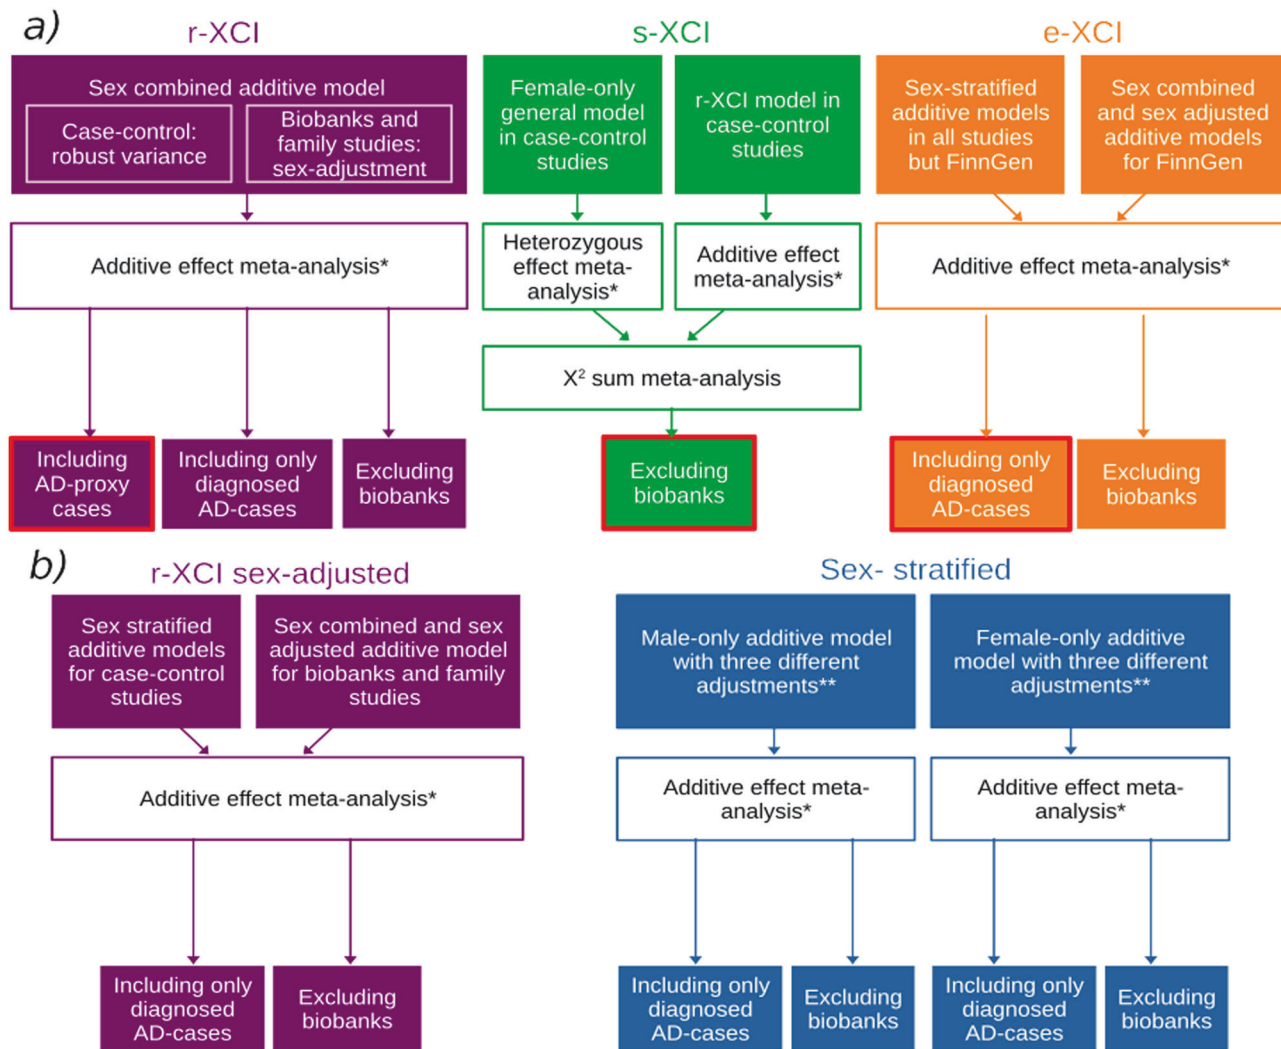 a)
r-XCI
Sex combined additive model
Case-control:
robust variance
Biobanks and
family studies:
sex-adjustment
Additive effect meta-analysis*
Including
AD-proxy
cases
Including only
diagnosed
AD-cases
Excluding
biobanks
s-XCI
Female-only
general model
in case-control
studies
r-XCI model in
case-control
studies
Heterozygous
effect meta-
analysis*
Additive effect
meta-analysis*
X² sum meta-analysis
Excluding
biobanks
e-XCI
Sex-stratified
additive models
in all studies
but FinnGen
Sex combined
and sex adjusted
additive models
for FinnGen
Additive effect meta-analysis*
Including only
diagnosed
AD-cases
Excluding
biobanks
b)
r-XCI sex-adjusted
Sex stratified
additive models
for case-control
studies
Sex combined and sex
adjusted additive model
for biobanks and family
studies
Additive effect meta-analysis*
Including only
diagnosed
AD-cases
Excluding
biobanks
Sex- stratified
Male-only additive model
with three different
adjustments**
Female-only additive
model with three different
adjustments**
Additive effect meta-
analysis*
Additive effect meta-
analysis*
Including only
diagnosed
AD-cases
Excluding
biobanks
Including only
diagnosed
AD-cases
Excluding
biobanks